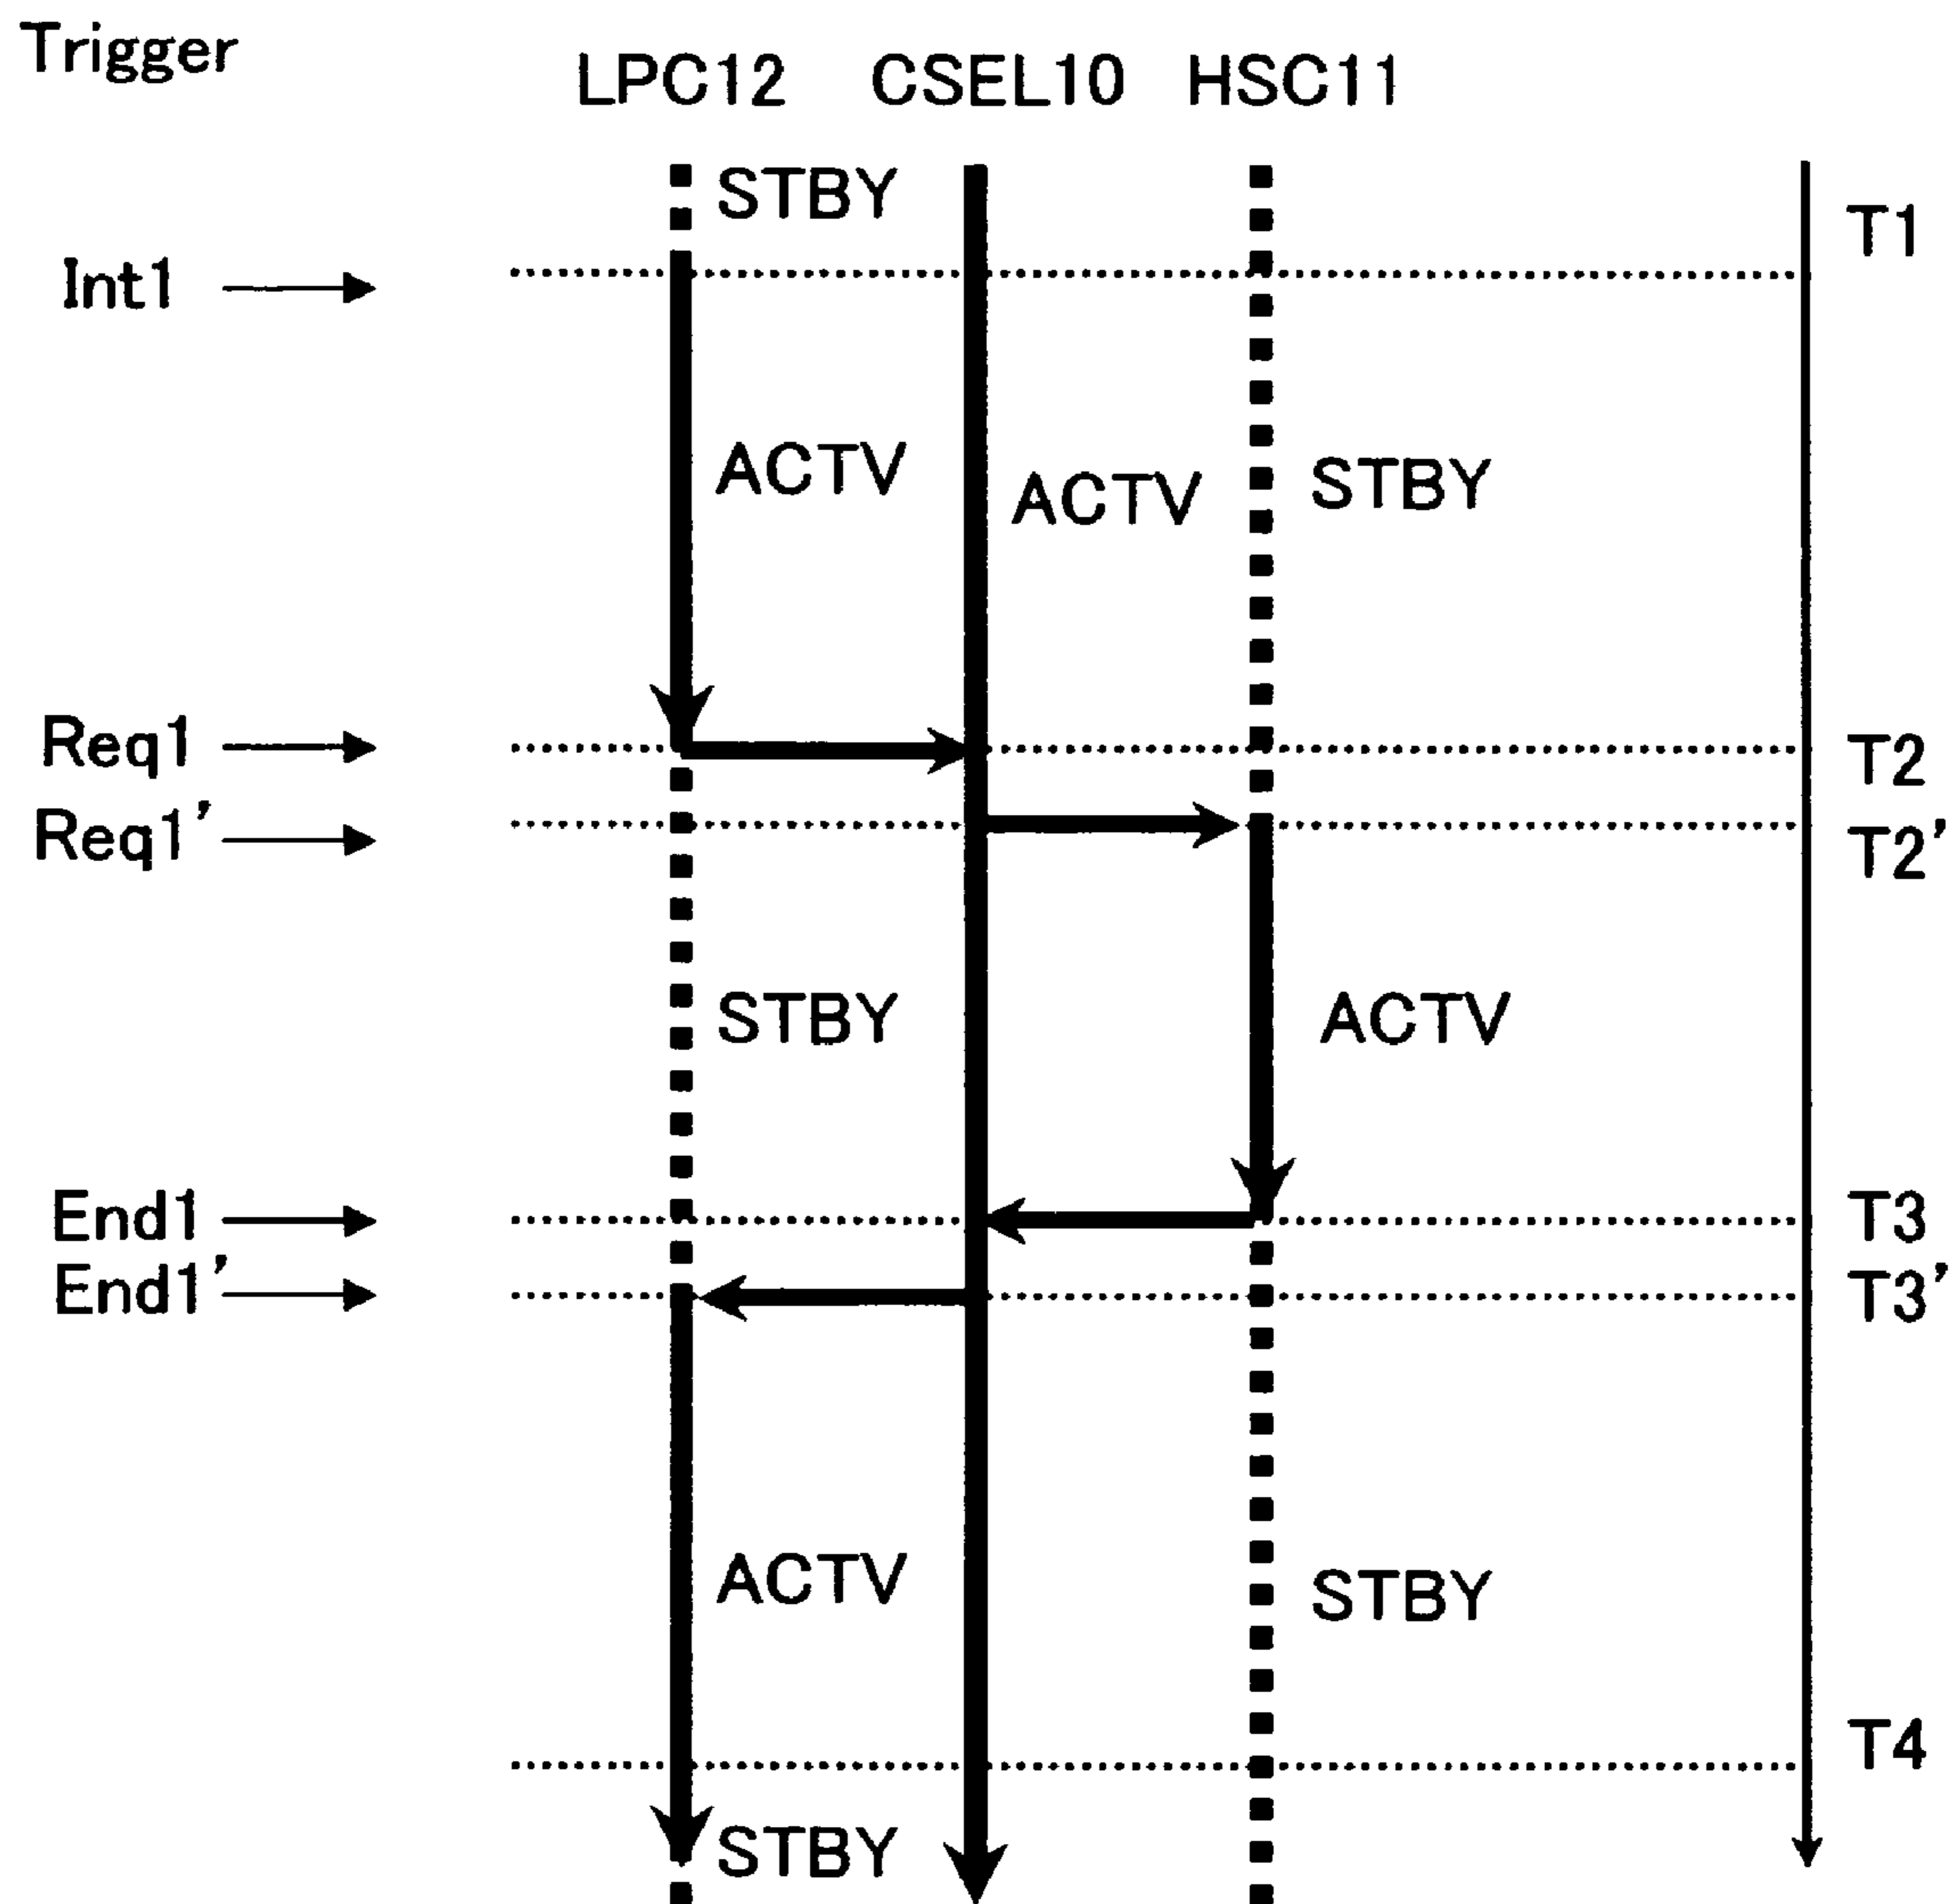 Trigger
LPC12 CSEL10 HSC11
STBY
T1
Int1
ACTV
ACTV
STBY
Req1
T2
Req1’
T2’
STBY
ACTV
End1
T3
End1’
T3’
ACTV
STBY
T4
STBY